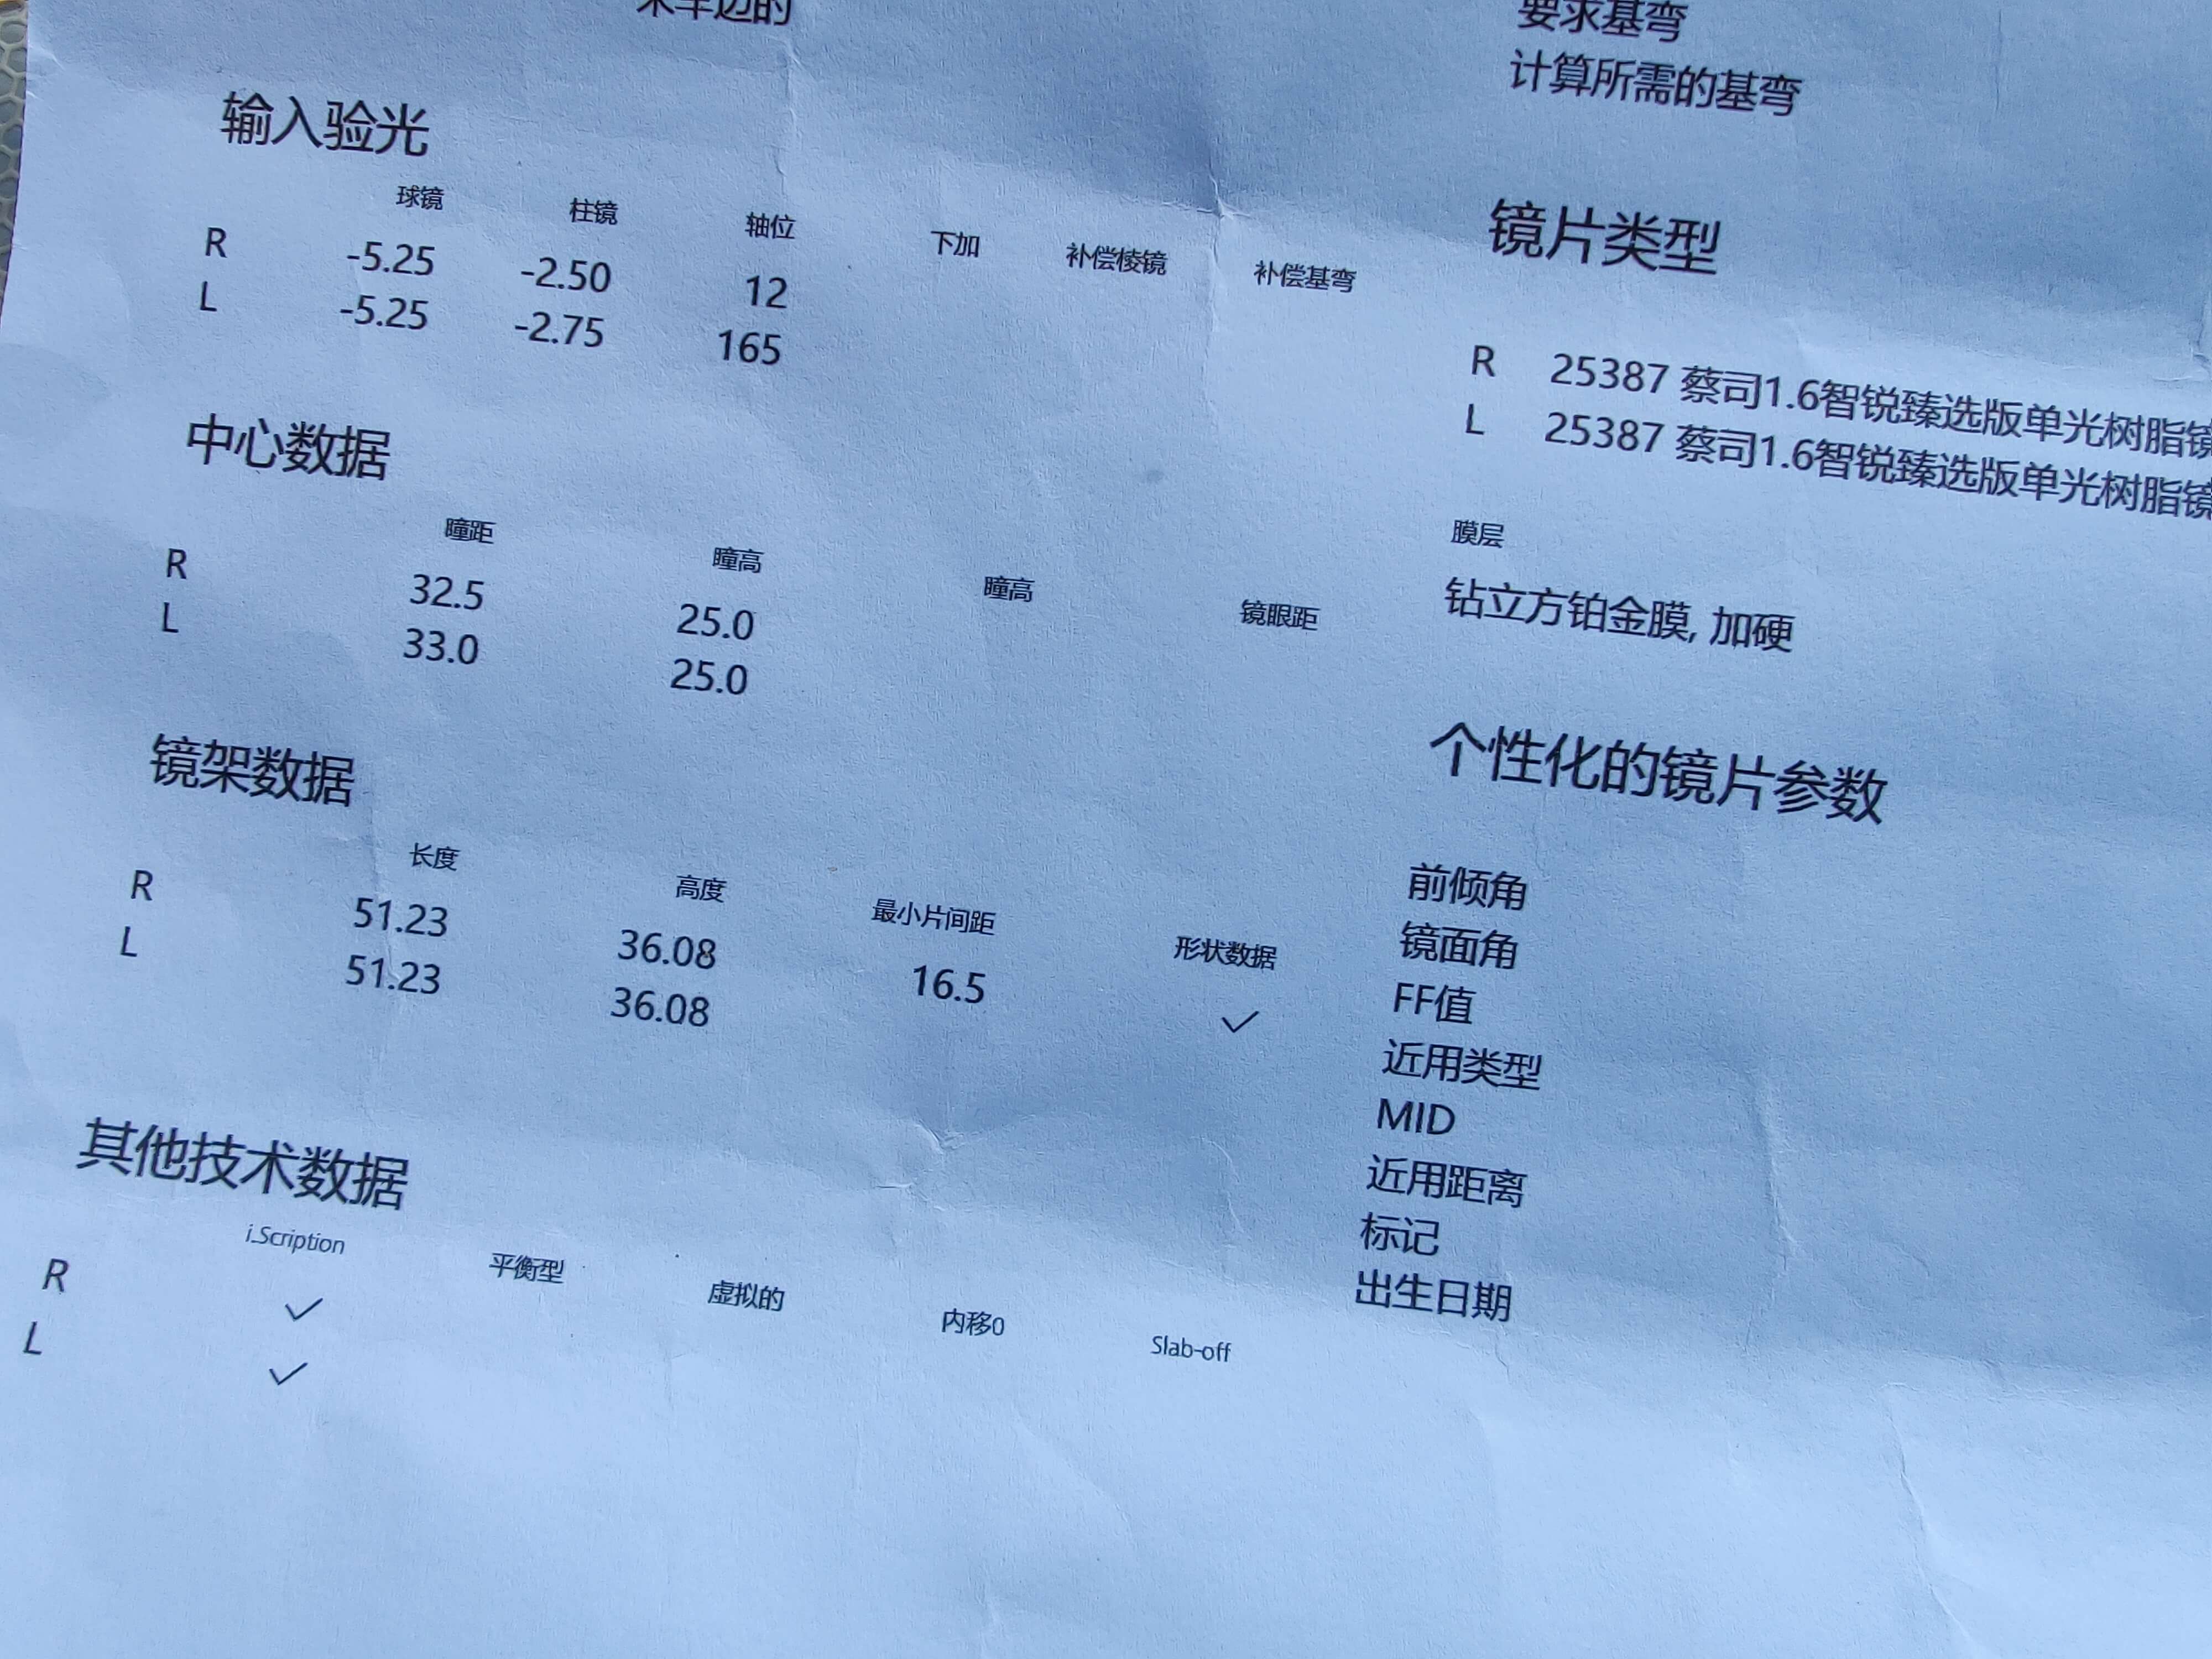 未车边的
要求基弯
计算所需的基弯
输入验光
球镜 柱镜 轴位 下加 补偿棱镜 补偿基弯
R -5.25 -2.50 12
L -5.25 -2.75 165
中心数据
瞳距 瞳高 瞳高 镜眼距
R 32.5 25.0
L 33.0 25.0
镜架数据
长度 高度 最小片间距 形状数据
R 51.23 36.08 16.5 ✓
L 51.23 36.08
其他技术数据
i.Scription 平衡型 虚拟的 内移0 Slab-off
R ✓
L ✓
镜片类型
R 25387 蔡司1.6智锐臻选版单光树脂镜
L 25387 蔡司1.6智锐臻选版单光树脂镜
膜层
钻立方铂金膜, 加硬
个性化的镜片参数
前倾角
镜面角
FF值
近用类型
MID
近用距离
标记
出生日期